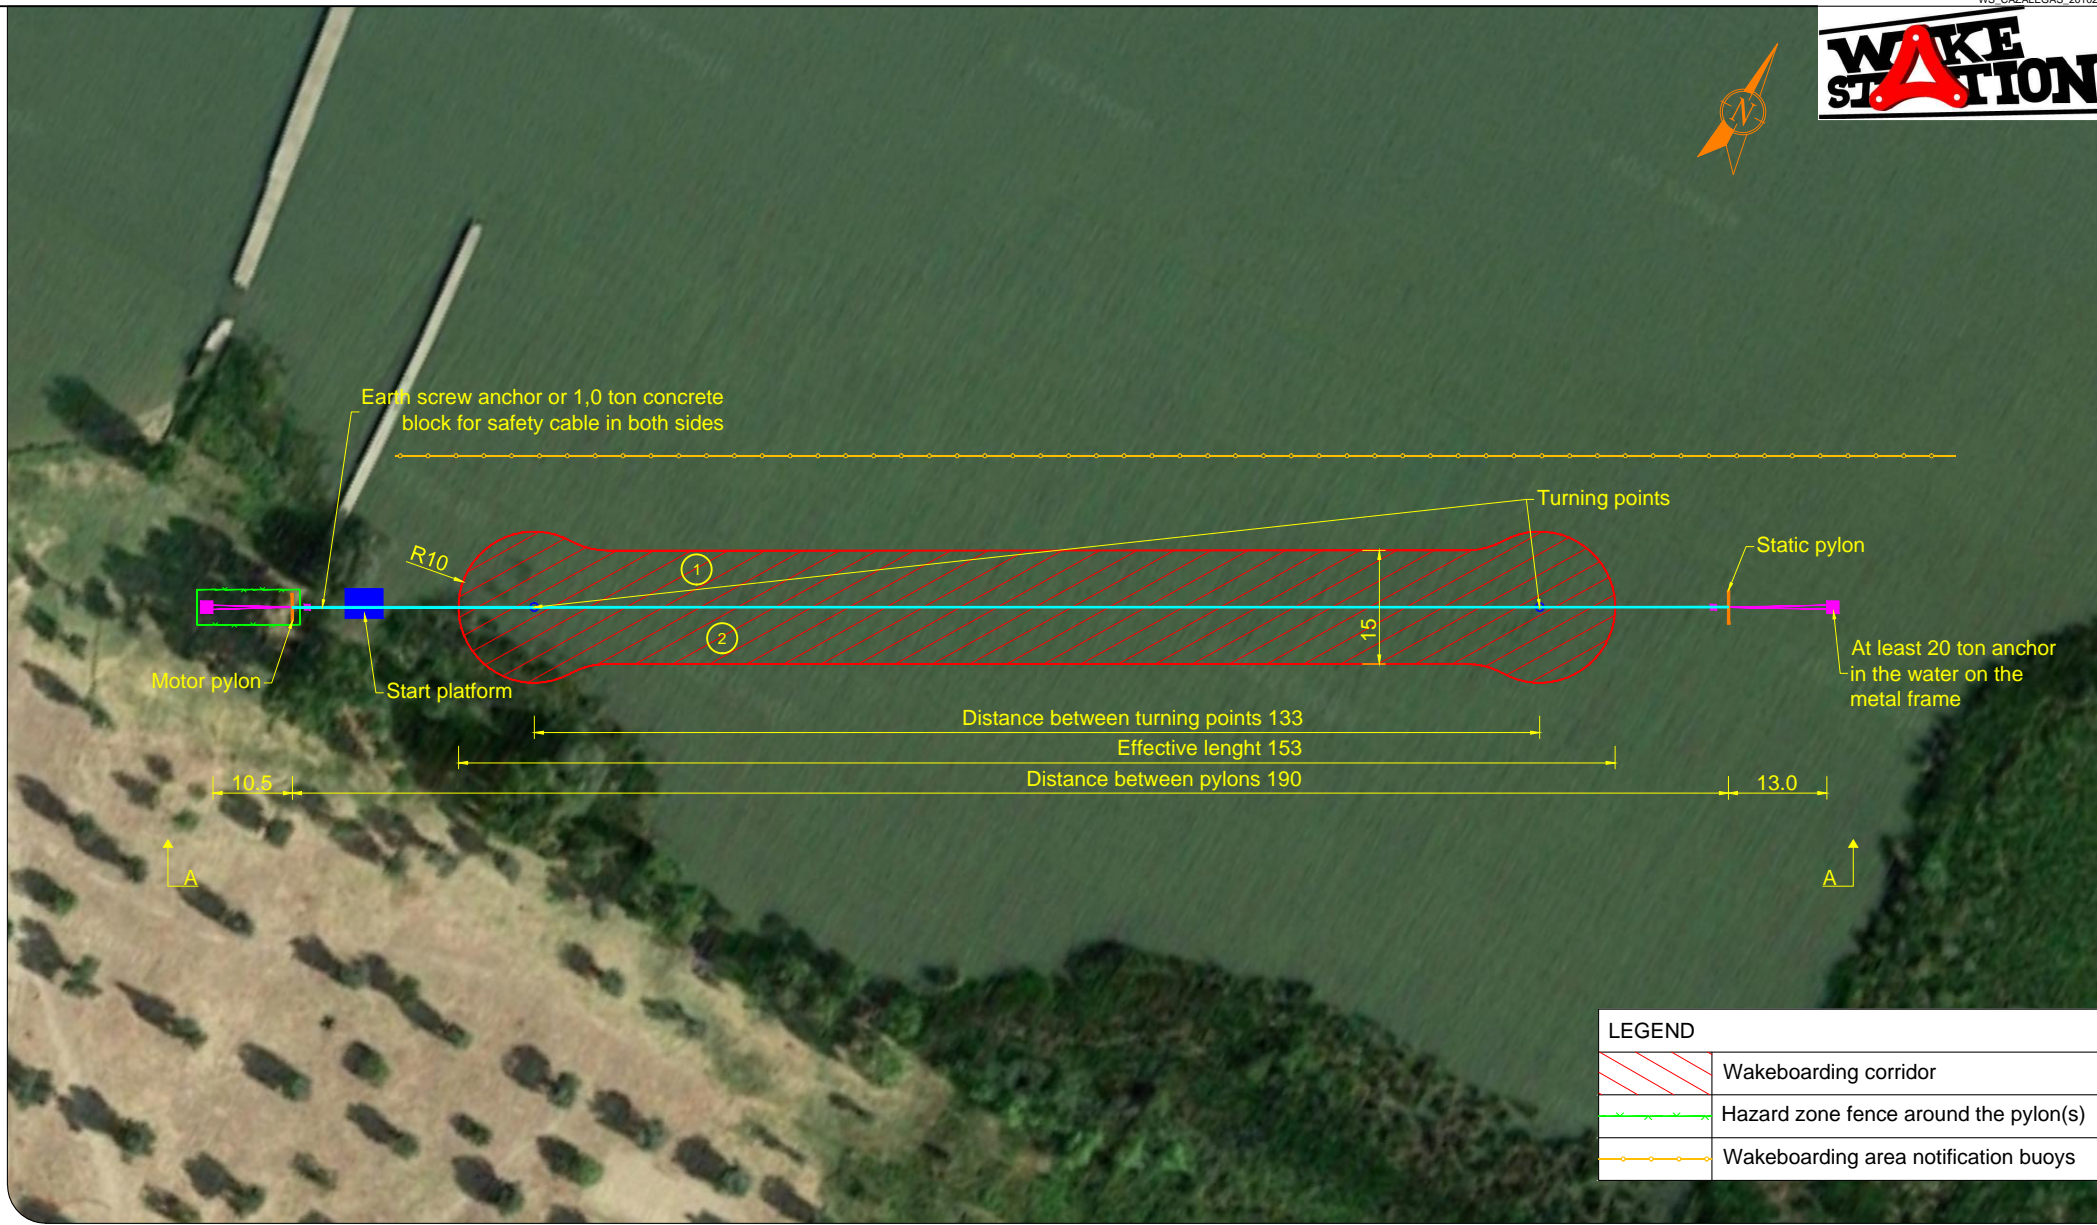 WAKE
STATION
N
Earth screw anchor or 1,0 ton concrete
block for safety cable in both sides
Turning points
Static pylon
R10
1
2
15
Motor pylon
Start platform
At least 20 ton anchor
in the water on the
metal frame
Distance between turning points 133
Effective lenght 153
Distance between pylons 190
10.5
13.0
A
A
LEGEND
Wakeboarding corridor
Hazard zone fence around the pylon(s)
Wakeboarding area notification buoys